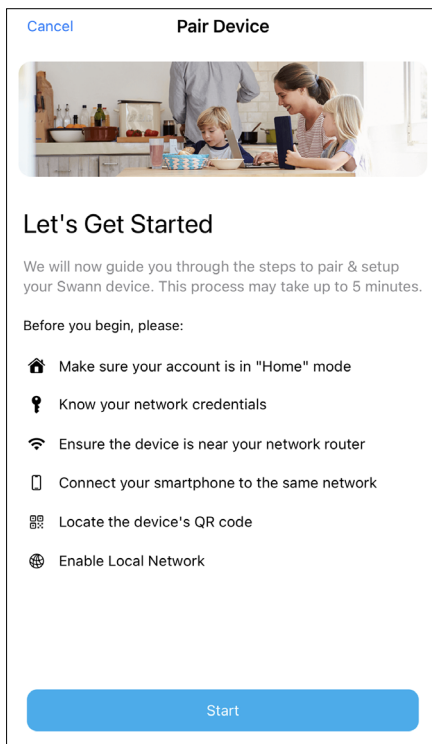 Cancel Pair Device
Let's Get Started
We will now guide you through the steps to pair & setup
your Swann device. This process may take up to 5 minutes.
Before you begin, please:
Make sure your account is in "Home" mode
Know your network credentials
Ensure the device is near your network router
Connect your smartphone to the same network
Locate the device's QR code
Enable Local Network
Start